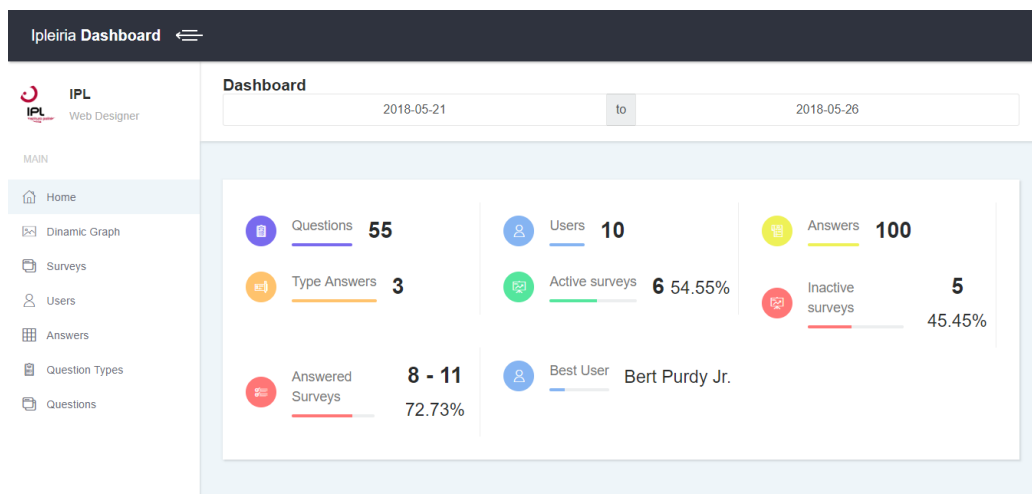 Ipleiria Dashboard
IPL
Web Designer
MAIN
Home
Dinamic Graph
Surveys
Users
Answers
Question Types
Questions
Dashboard
2018-05-21 to 2018-05-26
Questions 55
Users 10
Answers 100
Type Answers 3
Active surveys 6 54.55%
Inactive surveys 5
45.45%
Answered Surveys 8 - 11
72.73%
Best User Bert Purdy Jr.